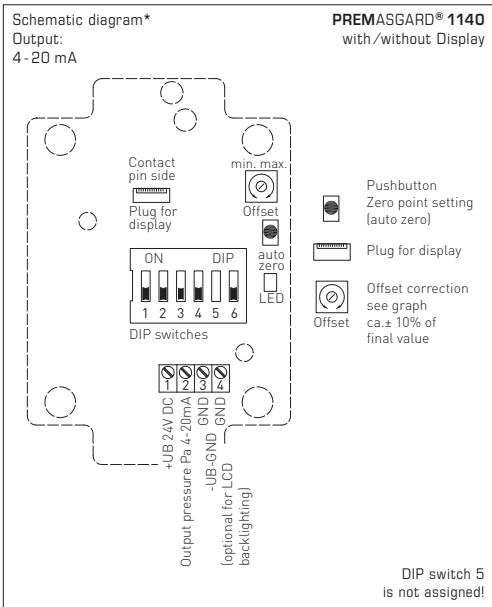 Schematic diagram*
Output:
4 - 20 mA
PREMASGARD® 1140
with/without Display
Contact
pin side
Plug for
display
min. max.
Offset
auto
zero
LED
ON DIP
1 2 3 4 5 6
DIP switches
1 2 3 4
+UB 24V DC
Output pressure Pa 4-20mA
GND
-UB-GND GND
(optional for LCD
backlighting)
Pushbutton
Zero point setting
(auto zero)
Plug for display
Offset
Offset correction
see graph
ca.± 10% of
final value
DIP switch 5
is not assigned!